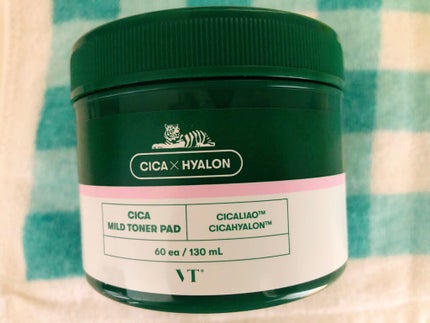 CICA × HYALON
CICA
MILD TONER PAD
CICALIAO™
CICAHYALON™
60 ea / 130 mL
VT®